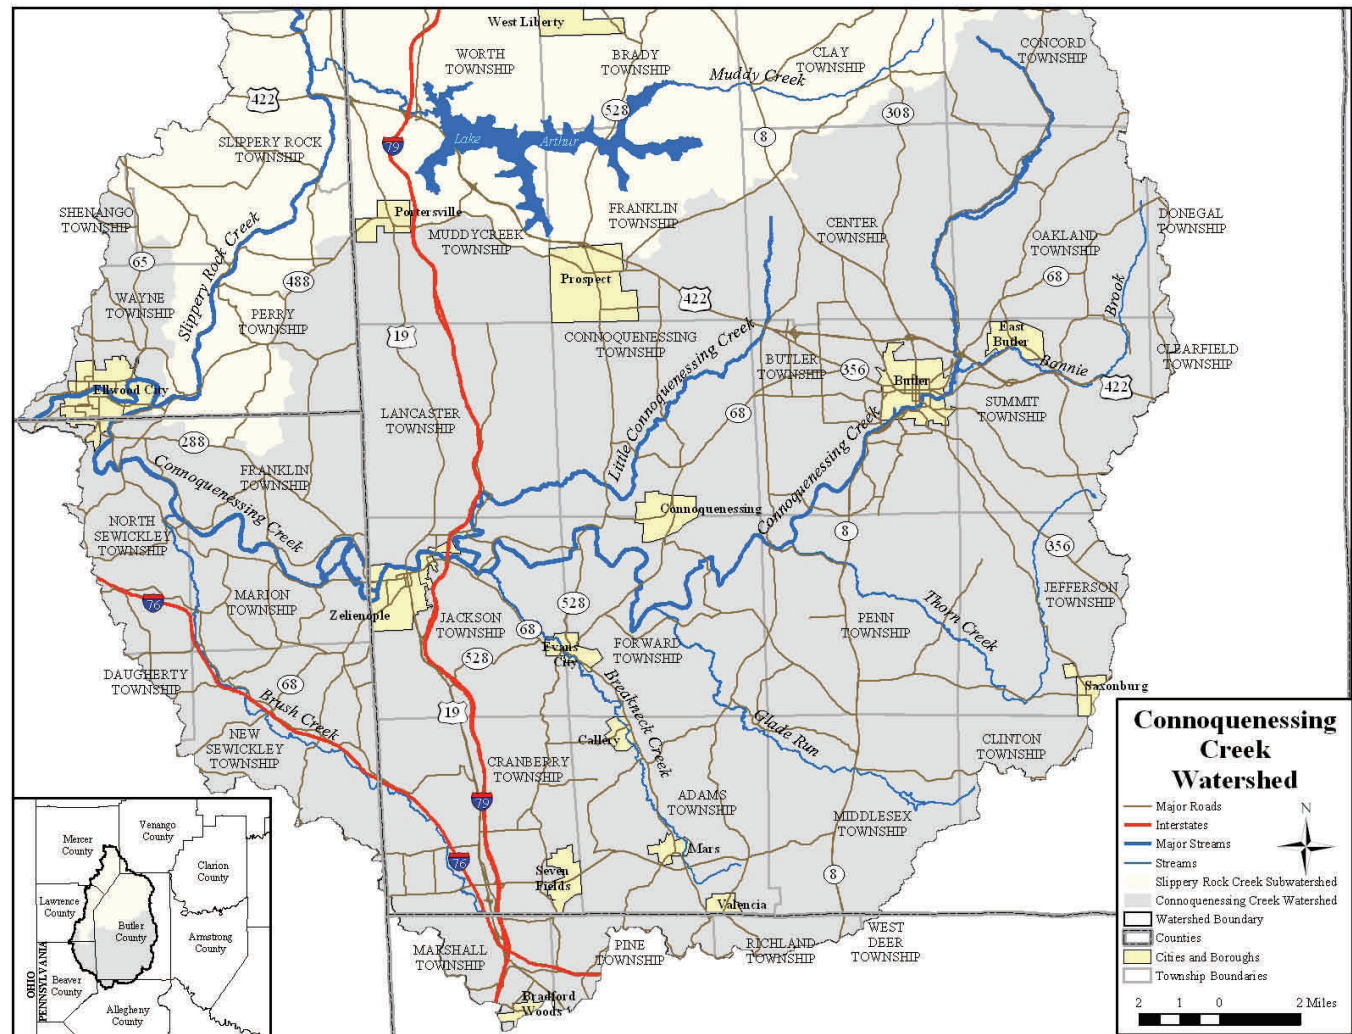 West Liberty
WORTH
TOWNSHIP
BRADY
TOWNSHIP
CLAY
TOWNSHIP
CONCORD
TOWNSHIP
Muddy Creek
422
528
308
8
SLIPPERY ROCK
TOWNSHIP
79
Lake Arthur
SHENANGO
TOWNSHIP
Portersville
MUDDYCREEK
TOWNSHIP
FRANKLIN
TOWNSHIP
CENTER
TOWNSHIP
OAKLAND
TOWNSHIP
DONEGAL
TOWNSHIP
65
Slippery Rock Creek
488
Prospect
422
68
Brook
WAYNE
TOWNSHIP
PERRY
TOWNSHIP
19
CONNOQUENESSING
TOWNSHIP
BUTLER
TOWNSHIP
East
Butler
Bonnie
CLEARFIELD
TOWNSHIP
356
Butler
422
Ellwood City
LANCASTER
TOWNSHIP
Little Connoquenessing Creek
68
SUMMIT
TOWNSHIP
288
Connoquenessing Creek
FRANKLIN
TOWNSHIP
Connoquenessing Creek
Connoquenessing
NORTH
SEWICKLEY
TOWNSHIP
8
356
76
MARION
TOWNSHIP
Zelienople
JACKSON
TOWNSHIP
528
68
Evans
City
FORWARD
TOWNSHIP
PENN
TOWNSHIP
Thorn Creek
JEFFERSON
TOWNSHIP
528
DAUGHERTY
TOWNSHIP
68
Brush Creek
19
Breakneck Creek
Saxonburg
Glade Run
NEW
SEWICKLEY
TOWNSHIP
Callery
CRANBERRY
TOWNSHIP
CLINTON
TOWNSHIP
79
ADAMS
TOWNSHIP
MIDDLESEX
TOWNSHIP
76
Mars
Seven
Fields
8
Valencia
MARSHALL
TOWNSHIP
PINE
TOWNSHIP
RICHLAND
TOWNSHIP
WEST
DEER
TOWNSHIP
Bradford
Woods
Connoquenessing
Creek
Watershed
Major Roads
Interstates
Major Streams
Streams
Slippery Rock Creek Subwatershed
Connoquenessing Creek Watershed
Watershed Boundary
Counties
Cities and Boroughs
Township Boundaries
N
2 1 0 2 Miles
Mercer
County
Venango
County
Clarion
County
Lawrence
County
Butler
County
Armstrong
County
Beaver
County
Allegheny
County
OHIO
PENNSYLVANIA